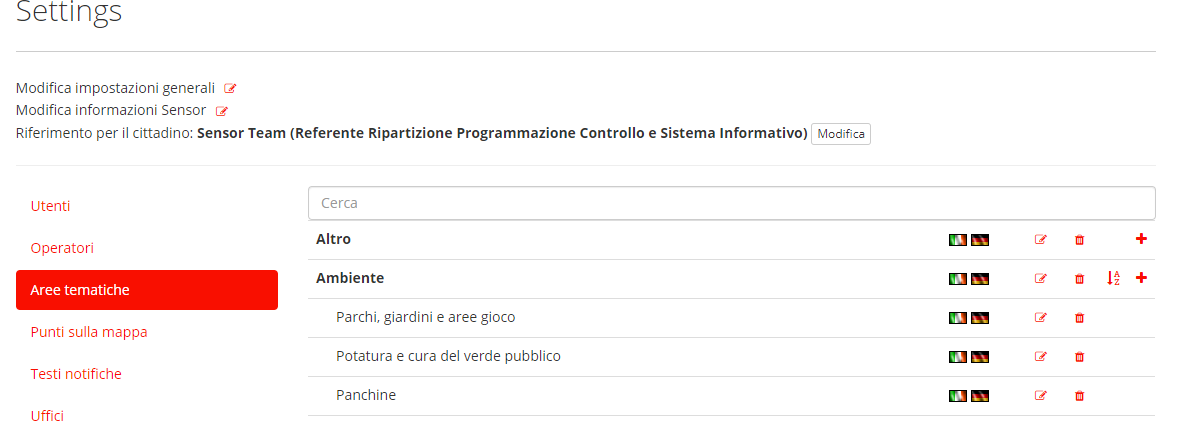 Settings
Modifica impostazioni generali
Modifica informazioni Sensor
Riferimento per il cittadino: Sensor Team (Referente Ripartizione Programmazione Controllo e Sistema Informativo) Modifica
Utenti
Operatori
Aree tematiche
Punti sulla mappa
Testi notifiche
Uffici
Cerca
Altro
Ambiente
Parchi, giardini e aree gioco
Potatura e cura del verde pubblico
Panchine